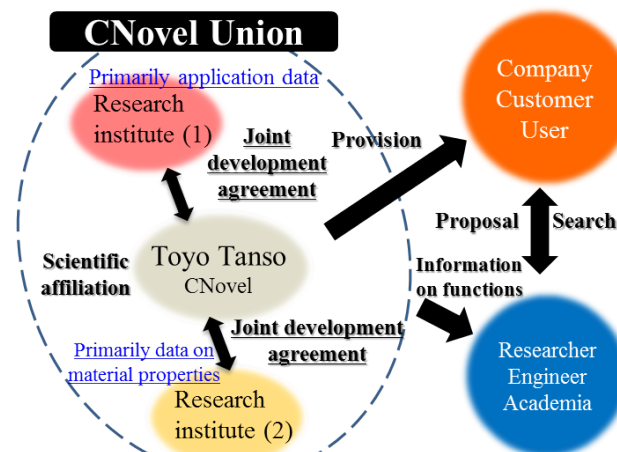 CNovel Union
Primarily application data
Research
institute (1)
Joint
development
agreement
Provision
Company
Customer
User
Proposal
Search
Scientific
affiliation
Toyo Tanso
CNovel
Information
on functions
Joint development
agreement
Primarily data on
material properties
Research
institute (2)
Researcher
Engineer
Academia